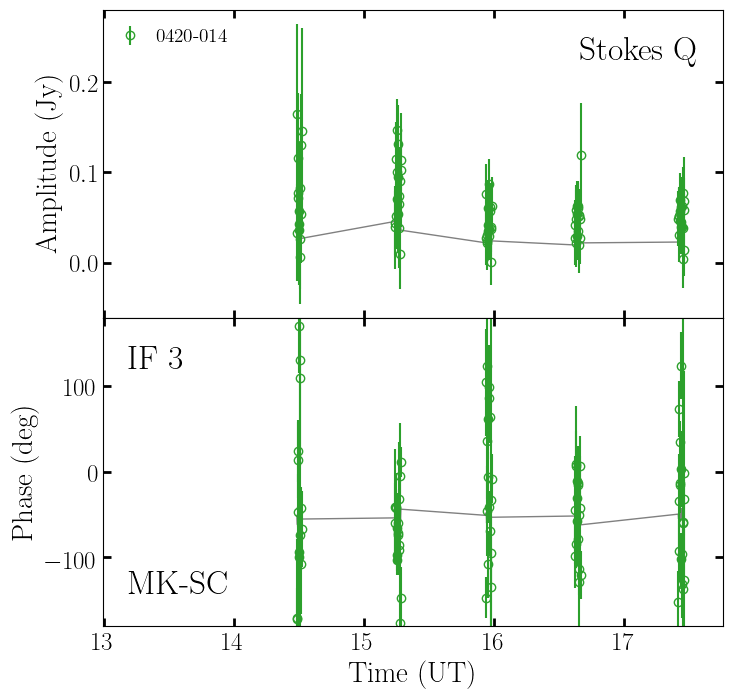 0420-014
Stokes Q
0.2
0.1
0.0
Amplitude (Jy)
IF 3
100
0
−100
Phase (deg)
MK-SC
13 14 15 16 17
Time (UT)